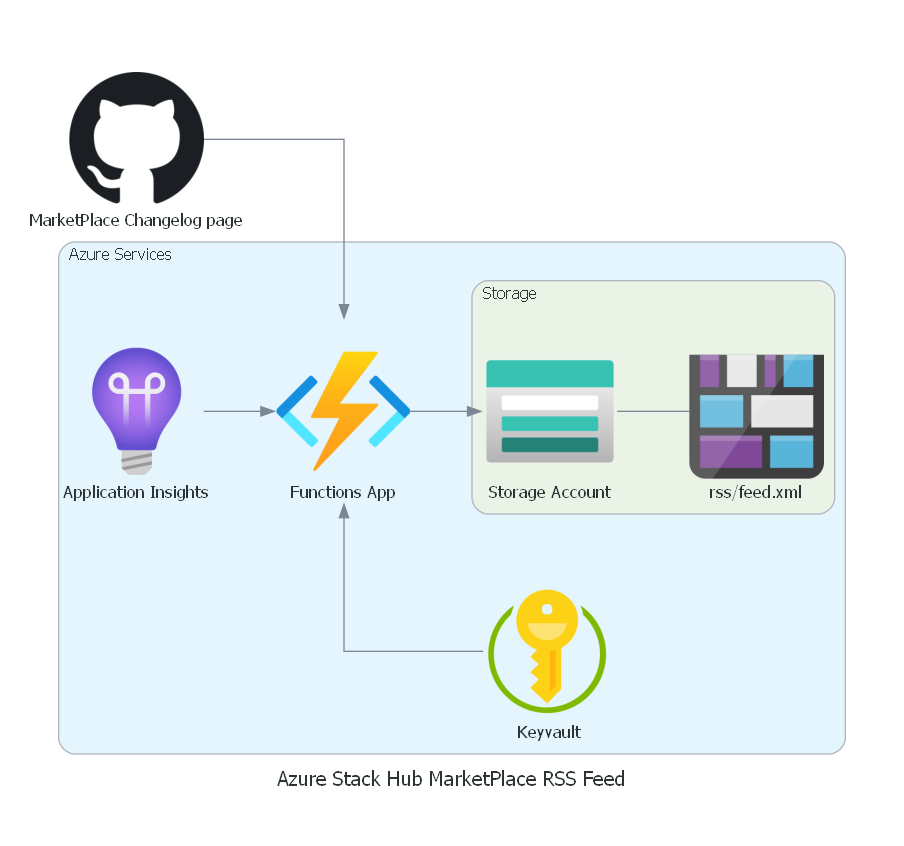 MarketPlace Changelog page
Azure Services
Storage
Application Insights
Functions App
Storage Account
rss/feed.xml
Keyvault
Azure Stack Hub MarketPlace RSS Feed